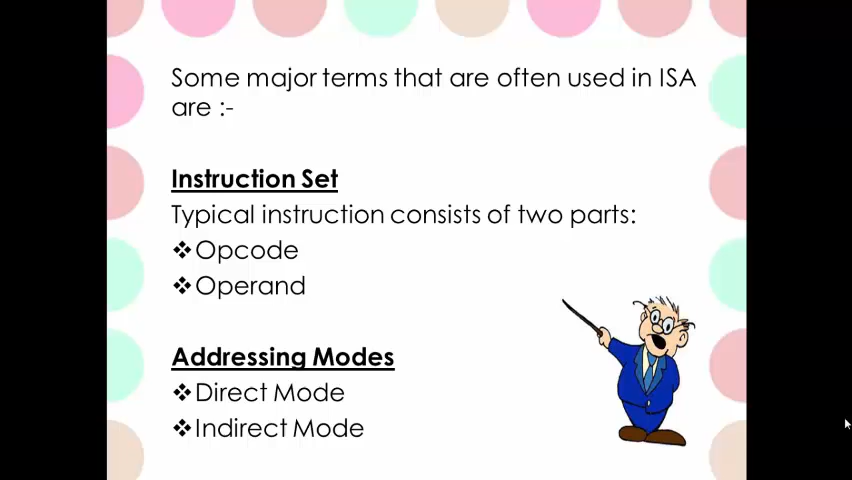 Some major terms that are often used in ISA
are :-
Instruction Set
Typical instruction consists of two parts:
❖Opcode
❖Operand
Addressing Modes
❖Direct Mode
❖Indirect Mode